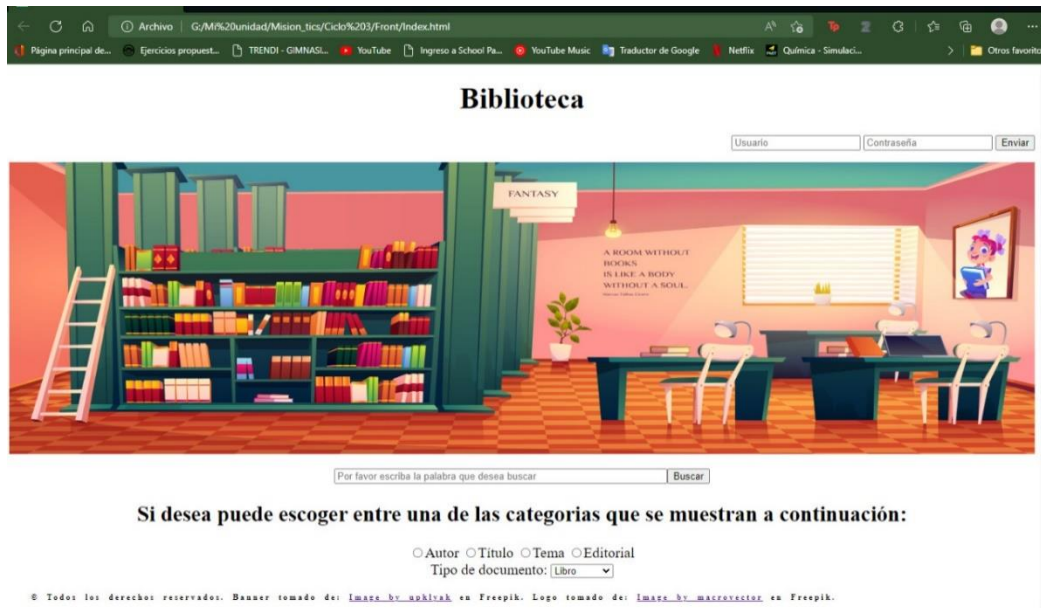 Archivo G:/Mi%20unidad/Mision_tics/Ciclo%203/Front/Index.html
Página principal de... Ejercicios propuest... TRENDI - GIMNASI... YouTube Ingreso a School Pa... YouTube Music Traductor de Google Netflix Química - Simulaci... Otros favorito
Biblioteca
Usuario Contraseña Enviar
FANTASY
A ROOM WITHOUT
BOOKS
IS LIKE A BODY
WITHOUT A SOUL.
Por favor escriba la palabra que desea buscar Buscar
Si desea puede escoger entre una de las categorias que se muestran a continuación:
Autor Título Tema Editorial
Tipo de documento: Libro
© Todos los derechos reservados. Banner tomado de: Image by upklyak en Freepik. Logo tomado de: Image by macrovector en Freepik.